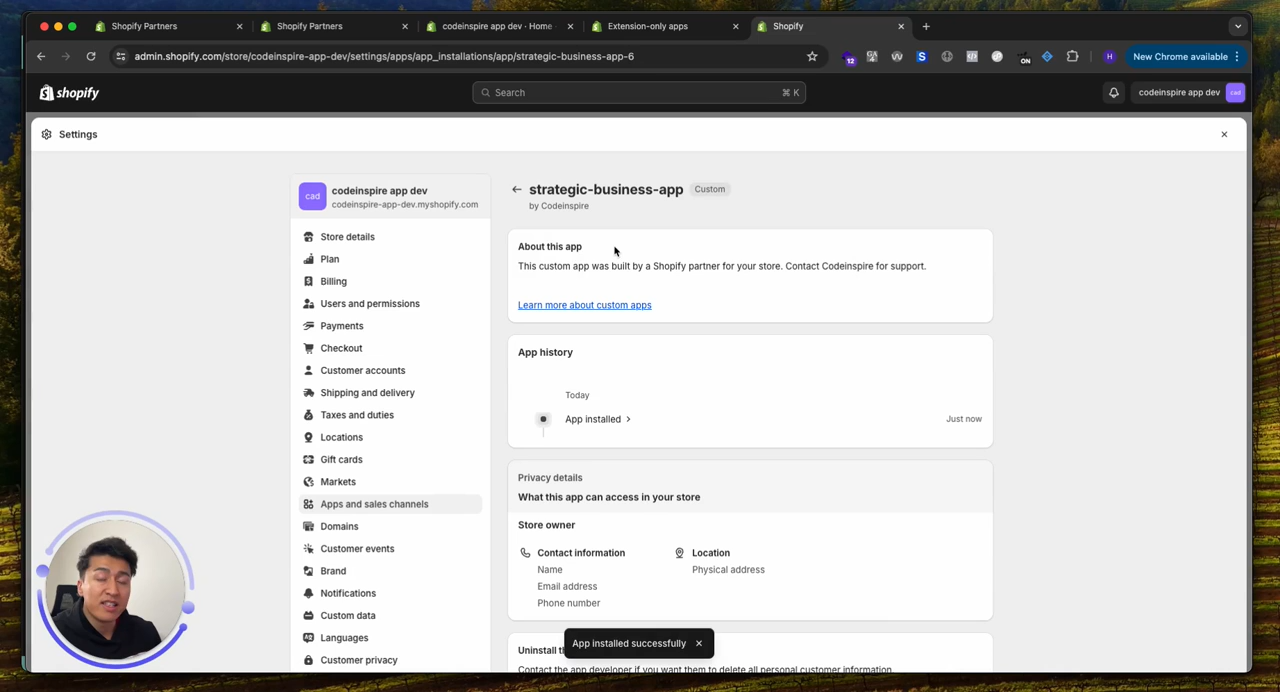 Shopify Partners
Shopify Partners
codeinspire app dev · Home
Extension-only apps
Shopify
admin.shopify.com/store/codeinspire-app-dev/settings/apps/app_installations/app/strategic-business-app-6
12
ON
H
New Chrome available
shopify
Search
⌘ K
codeinspire app dev
cad
Settings
cad
codeinspire app dev
codeinspire-app-dev.myshopify.com
Store details
Plan
Billing
Users and permissions
Payments
Checkout
Customer accounts
Shipping and delivery
Taxes and duties
Locations
Gift cards
Markets
Apps and sales channels
Domains
Customer events
Brand
Notifications
Custom data
Languages
Customer privacy
strategic-business-app
Custom
by Codeinspire
About this app
This custom app was built by a Shopify partner for your store. Contact Codeinspire for support.
Learn more about custom apps
App history
Today
App installed
Just now
Privacy details
What this app can access in your store
Store owner
Contact information
Name
Email address
Phone number
Location
Physical address
App installed successfully
Uninstall
Contact the app developer if you want them to delete all personal customer information.